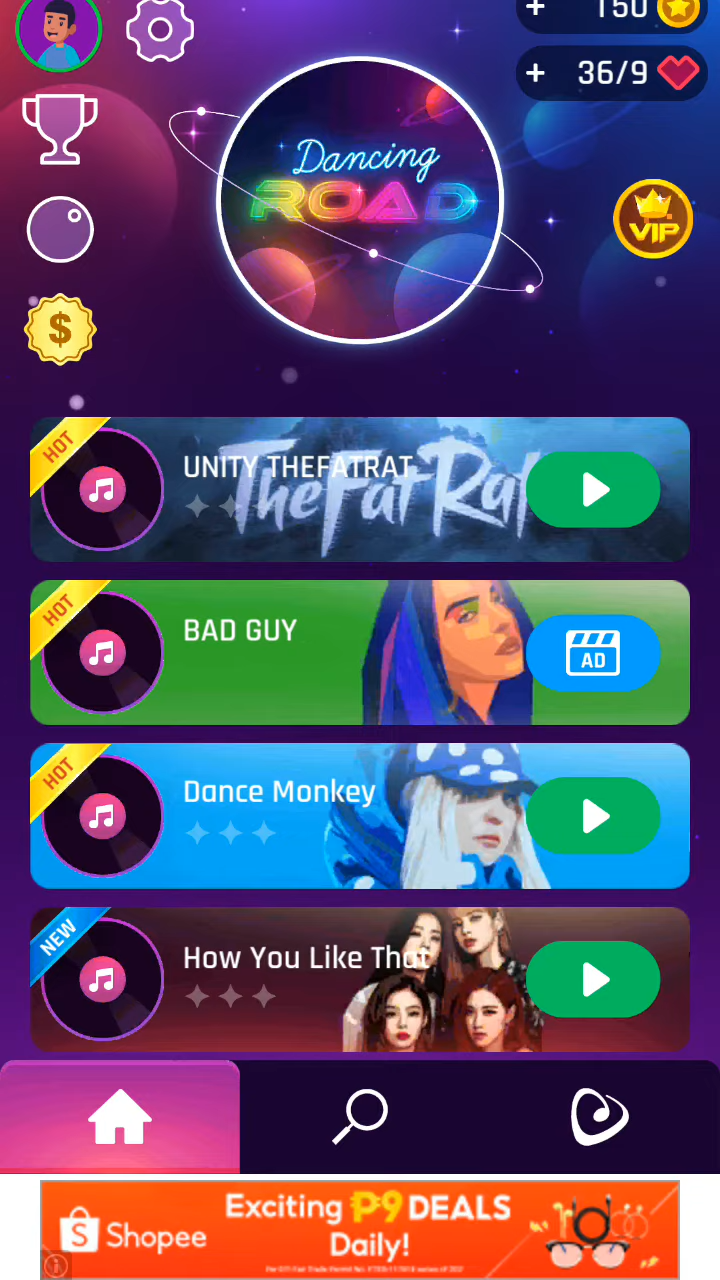 + 150
+ 36/9
Dancing
ROAD
VIP
$
HOT
UNITY THEFATRAT
TheFatRat
HOT
BAD GUY
AD
HOT
Dance Monkey
NEW
How You Like That
Exciting ₱9 DEALS
Shopee
Daily!